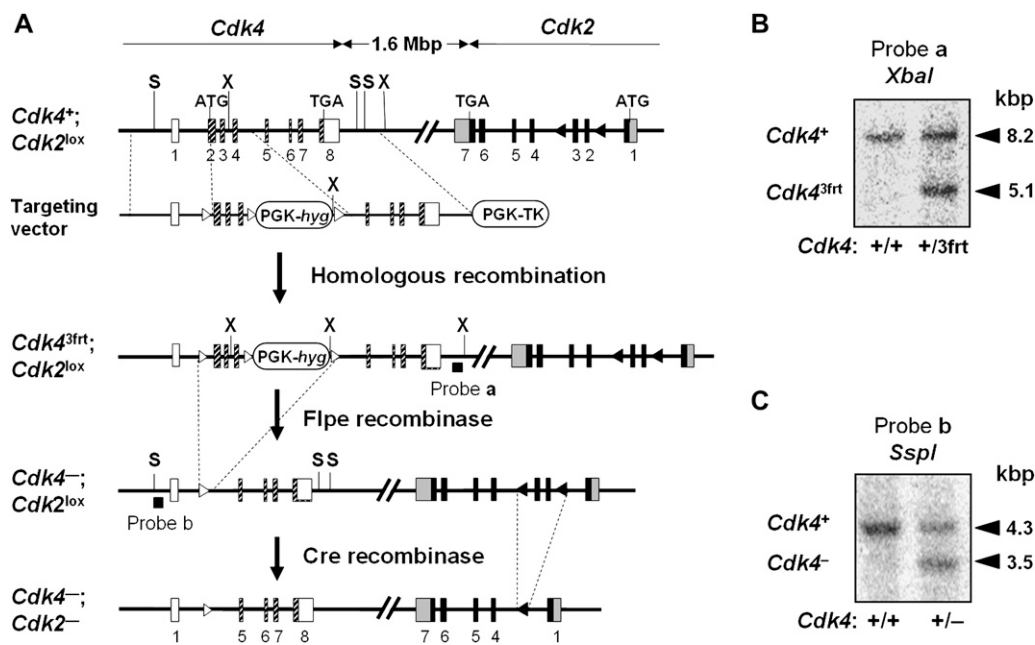 A
Cdk4
1.6 Mbp
Cdk2
S X SS X
ATG TGA TGA ATG
Cdk4+;
Cdk2lox
1 2 3 4 5 6 7 8 7 6 5 4 3 2 1
X
Targeting
vector
PGK-hyg
PGK-TK
Homologous recombination
X X X
Cdk43frt;
Cdk2lox
PGK-hyg
Probe a
Flpe recombinase
S SS
Cdk4—;
Cdk2lox
Probe b
Cre recombinase
Cdk4—;
Cdk2—
1 5 6 7 8 7 6 5 4 1
B
Probe a
XbaI
kbp
Cdk4+
8.2
Cdk43frt
5.1
Cdk4: +/+ +/3frt
C
Probe b
SspI
kbp
Cdk4+
4.3
Cdk4–
3.5
Cdk4: +/+ +/–